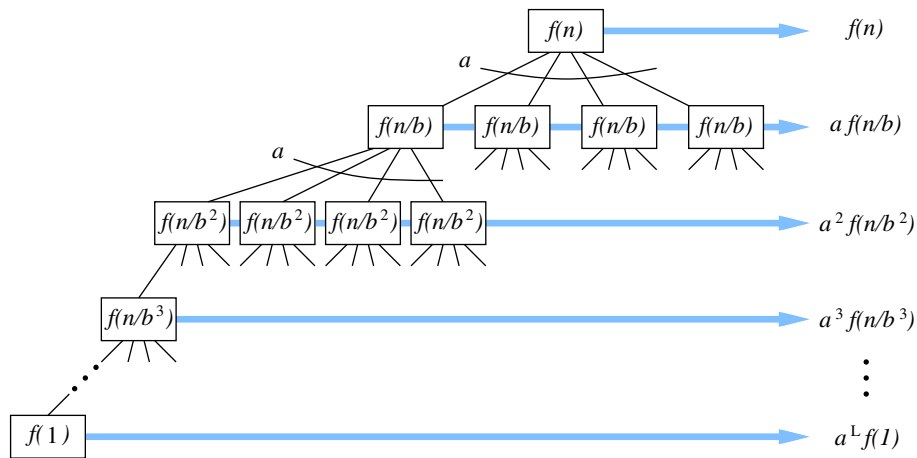 f(n) f(n)
a
f(n/b) f(n/b) f(n/b) f(n/b) a f(n/b)
a
f(n/b²) f(n/b²) f(n/b²) f(n/b²) a² f(n/b²)
f(n/b³) a³ f(n/b³)
f(1) aᴸ f(1)